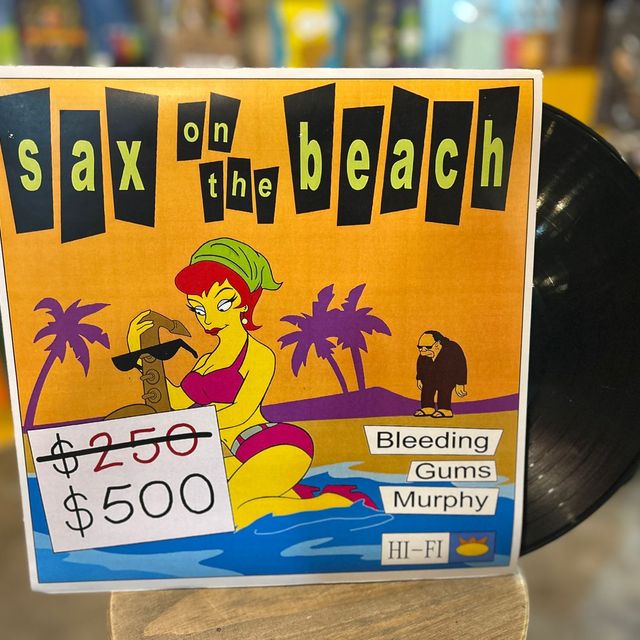 sax on the beach
$250
$500
Bleeding
Gums
Murphy
HI-FI